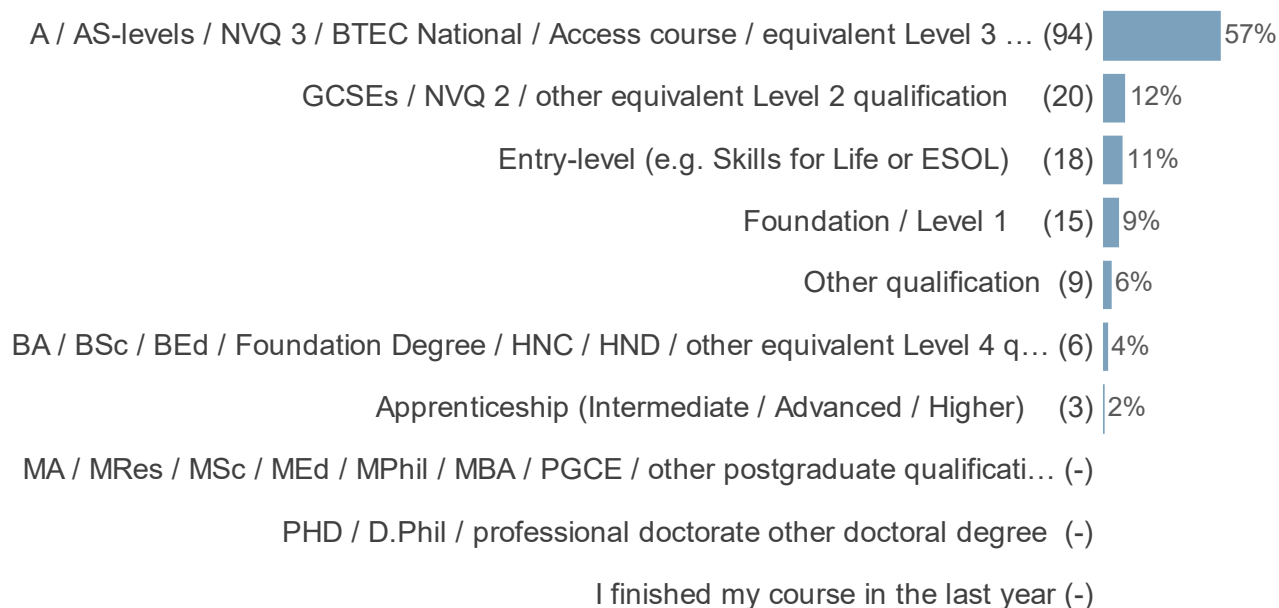 A / AS-levels / NVQ 3 / BTEC National / Access course / equivalent Level 3 … (94) 57%
GCSEs / NVQ 2 / other equivalent Level 2 qualification (20) 12%
Entry-level (e.g. Skills for Life or ESOL) (18) 11%
Foundation / Level 1 (15) 9%
Other qualification (9) 6%
BA / BSc / BEd / Foundation Degree / HNC / HND / other equivalent Level 4 q… (6) 4%
Apprenticeship (Intermediate / Advanced / Higher) (3) 2%
MA / MRes / MSc / MEd / MPhil / MBA / PGCE / other postgraduate qualificati… (-)
PHD / D.Phil / professional doctorate other doctoral degree (-)
I finished my course in the last year (-)